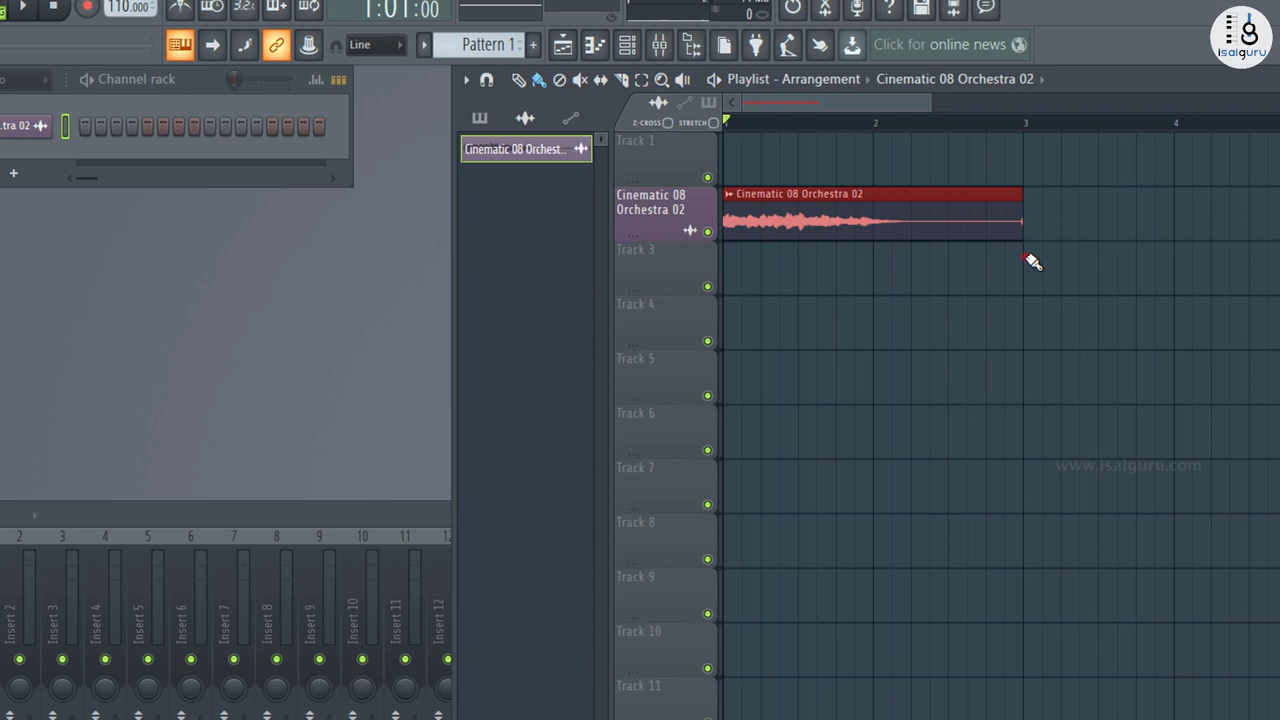 110.000
3.2.
1:01:00
0
isaiguru
Line
Pattern 1
Click for online news
Channel rack
Playlist - Arrangement
Cinematic 08 Orchestra 02
Z-CROSS
STRETCH
2
3
4
..tra 02
Cinematic 08 Orchest..
Track 1
Cinematic 08
Orchestra 02
Cinematic 08 Orchestra 02
Track 3
Track 4
Track 5
Track 6
Track 7
www.isaiguru.com
Track 8
Track 9
Track 10
Track 11
2
3
4
5
6
7
8
9
10
11
12
Insert 2
Insert 3
Insert 4
Insert 5
Insert 6
Insert 7
Insert 8
Insert 9
Insert 10
Insert 11
Insert 12